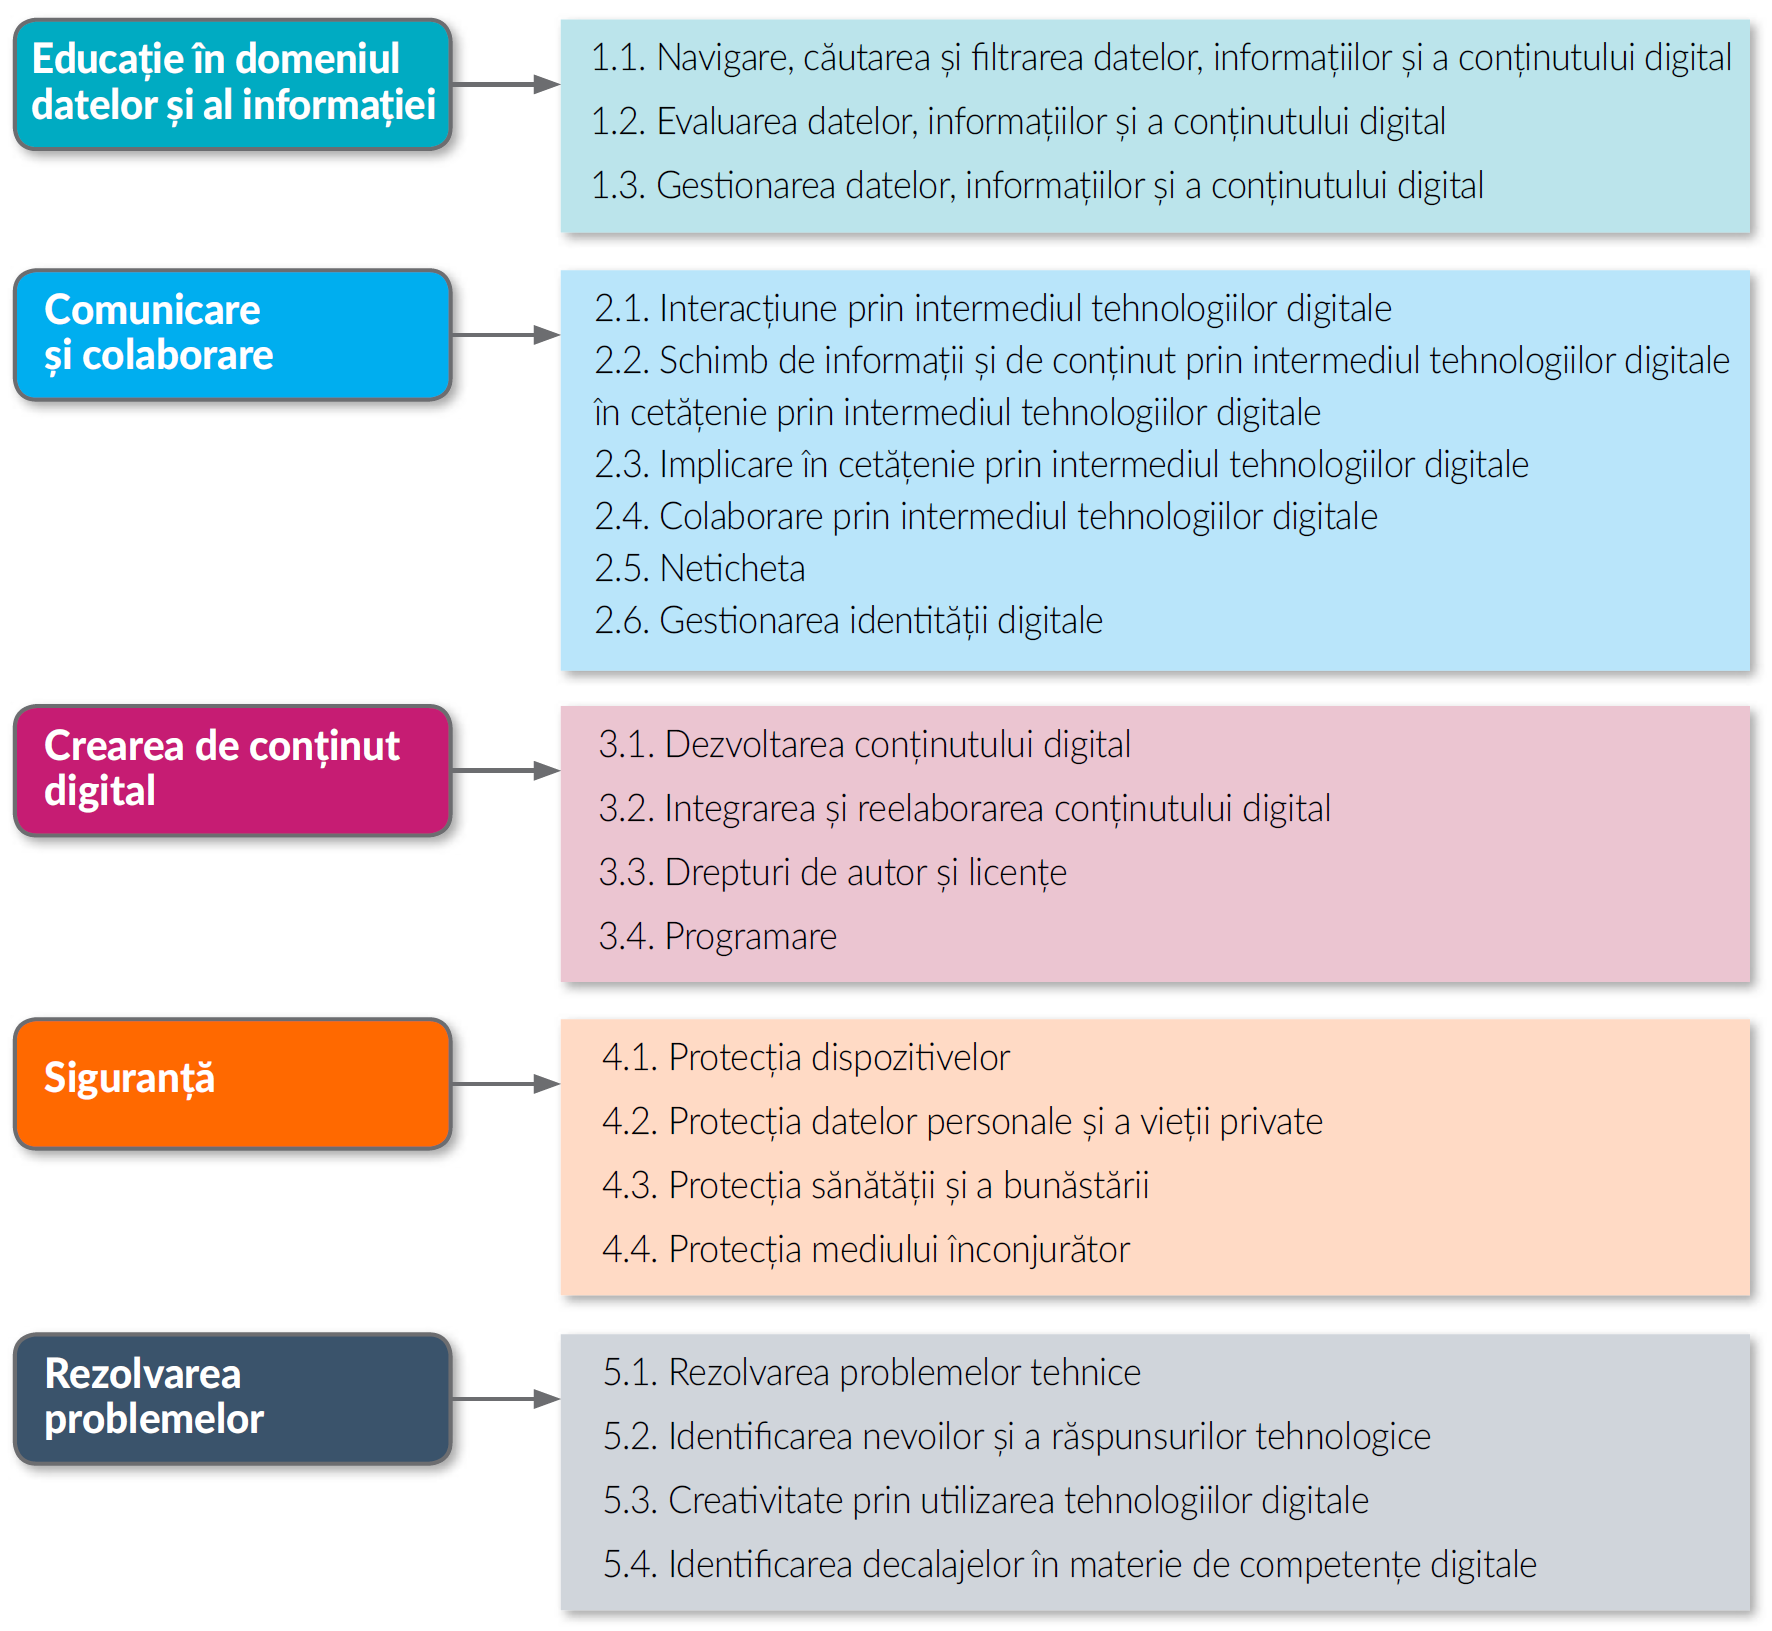 Educație în domeniul
datelor și al informației
1.1. Navigare, căutarea și filtrarea datelor, informațiilor și a conținutului digital
1.2. Evaluarea datelor, informațiilor și a conținutului digital
1.3. Gestionarea datelor, informațiilor și a conținutului digital
Comunicare
și colaborare
2.1. Interacțiune prin intermediul tehnologiilor digitale
2.2. Schimb de informații și de conținut prin intermediul tehnologiilor digitale
în cetățenie prin intermediul tehnologiilor digitale
2.3. Implicare în cetățenie prin intermediul tehnologiilor digitale
2.4. Colaborare prin intermediul tehnologiilor digitale
2.5. Neticheta
2.6. Gestionarea identității digitale
Crearea de conținut
digital
3.1. Dezvoltarea conținutului digital
3.2. Integrarea și reelaborarea conținutului digital
3.3. Drepturi de autor și licențe
3.4. Programare
Siguranță
4.1. Protecția dispozitivelor
4.2. Protecția datelor personale și a vieții private
4.3. Protecția sănătății și a bunăstării
4.4. Protecția mediului înconjurător
Rezolvarea
problemelor
5.1. Rezolvarea problemelor tehnice
5.2. Identificarea nevoilor și a răspunsurilor tehnologice
5.3. Creativitate prin utilizarea tehnologiilor digitale
5.4. Identificarea decalajelor în materie de competențe digitale